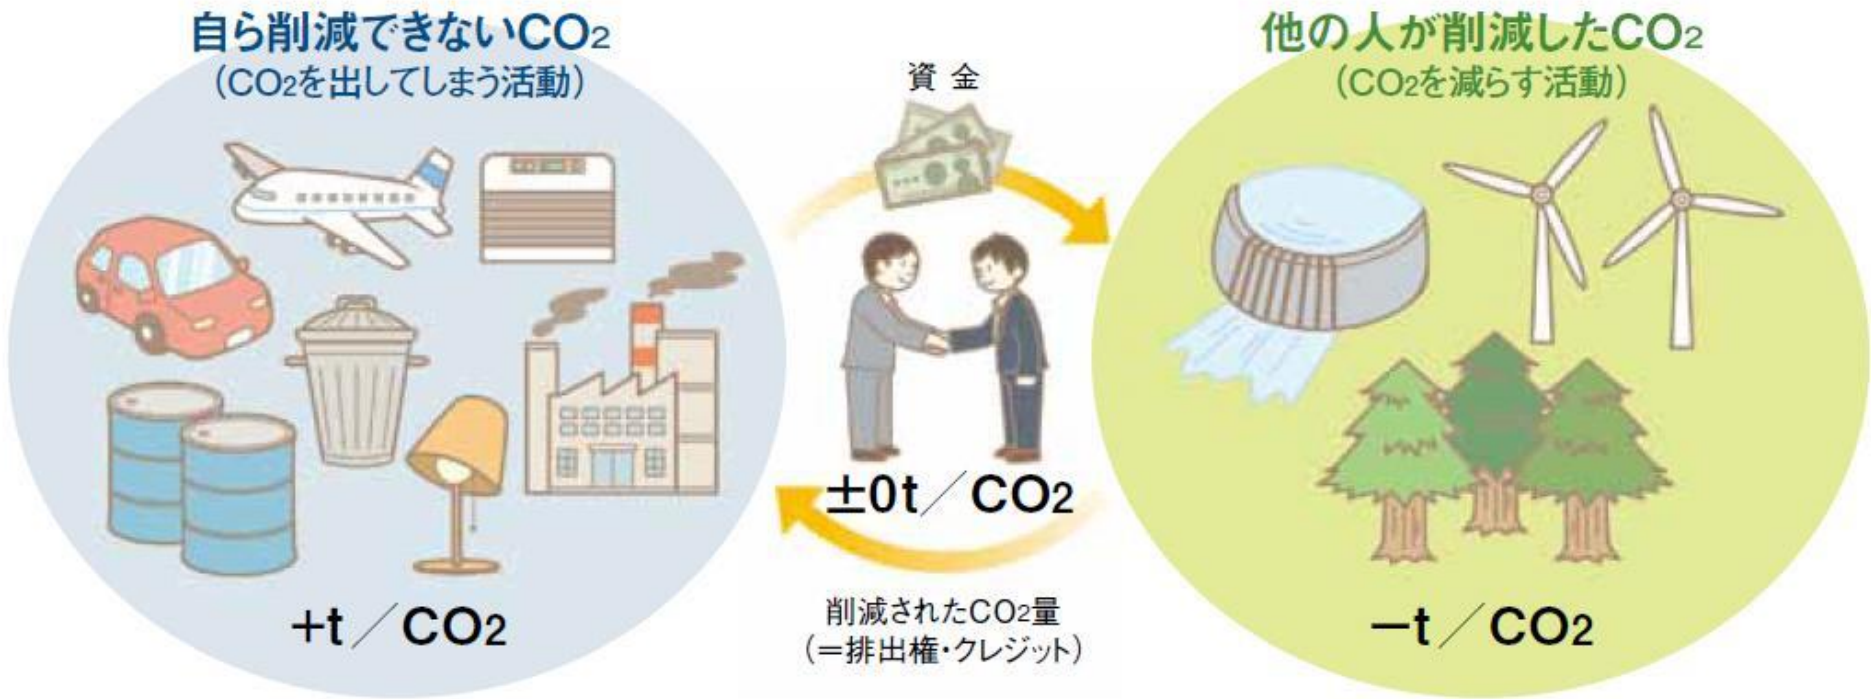 自ら削減できないCO2
（CO2を出してしまう活動）
+t／CO2
資金
±0t／CO2
削減されたCO2量
（＝排出権・クレジット）
他の人が削減したCO2
（CO2を減らす活動）
−t／CO2